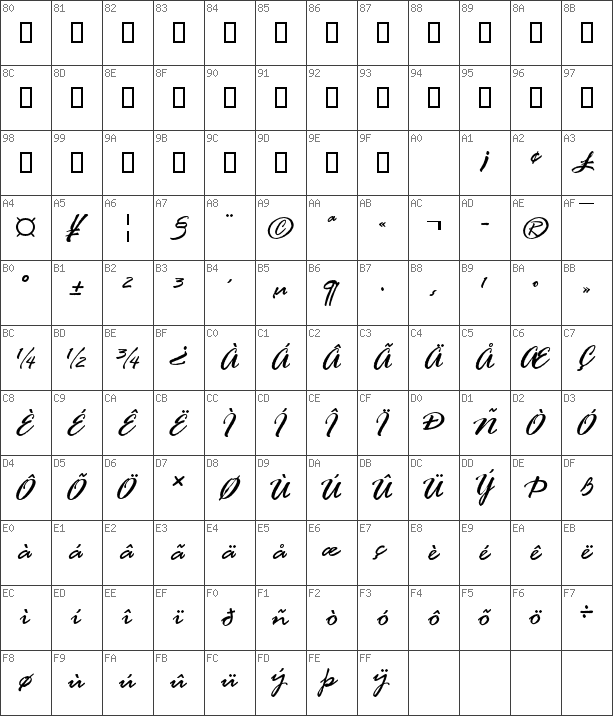 80 81 82 83 84 85 86 87 88 89 8A 8B
8C 8D 8E 8F 90 91 92 93 94 95 96 97
98 99 9A 9B 9C 9D 9E 9F A0 A1 A2 A3
¡ ¢ £
A4 A5 A6 A7 A8 A9 AA AB AC AD AE AF
¤ ¥ ¦ § ¨ © ª « ¬ - ® ¯
B0 B1 B2 B3 B4 B5 B6 B7 B8 B9 BA BB
° ± ² ³ ´ µ ¶ · ¸ ¹ º »
BC BD BE BF C0 C1 C2 C3 C4 C5 C6 C7
¼ ½ ¾ ¿ À Á Â Ã Ä Å Æ Ç
C8 C9 CA CB CC CD CE CF D0 D1 D2 D3
È É Ê Ë Ì Í Î Ï Ð Ñ Ò Ó
D4 D5 D6 D7 D8 D9 DA DB DC DD DE DF
Ô Õ Ö × Ø Ù Ú Û Ü Ý Þ ß
E0 E1 E2 E3 E4 E5 E6 E7 E8 E9 EA EB
à á â ã ä å æ ç è é ê ë
EC ED EE EF F0 F1 F2 F3 F4 F5 F6 F7
ì í î ï ð ñ ò ó ô õ ö ÷
F8 F9 FA FB FC FD FE FF
ø ù ú û ü ý þ ÿ